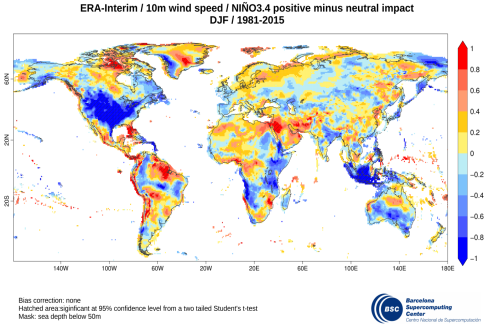 ERA-Interim / 10m wind speed / NIÑO3.4 positive minus neutral impact
DJF / 1981-2015
60N
20N
20S
140W
100W
60W
20W
20E
60E
100E
140E
180E
1
0.8
0.6
0.4
0.2
0
−0.2
−0.4
−0.6
−0.8
−1
Bias correction: none
Hatched area:significant at 95% confidence level from a two tailed Student's t-test
Mask: sea depth below 50m
BSC
Barcelona
Supercomputing
Center
Centro Nacional de Supercomputación